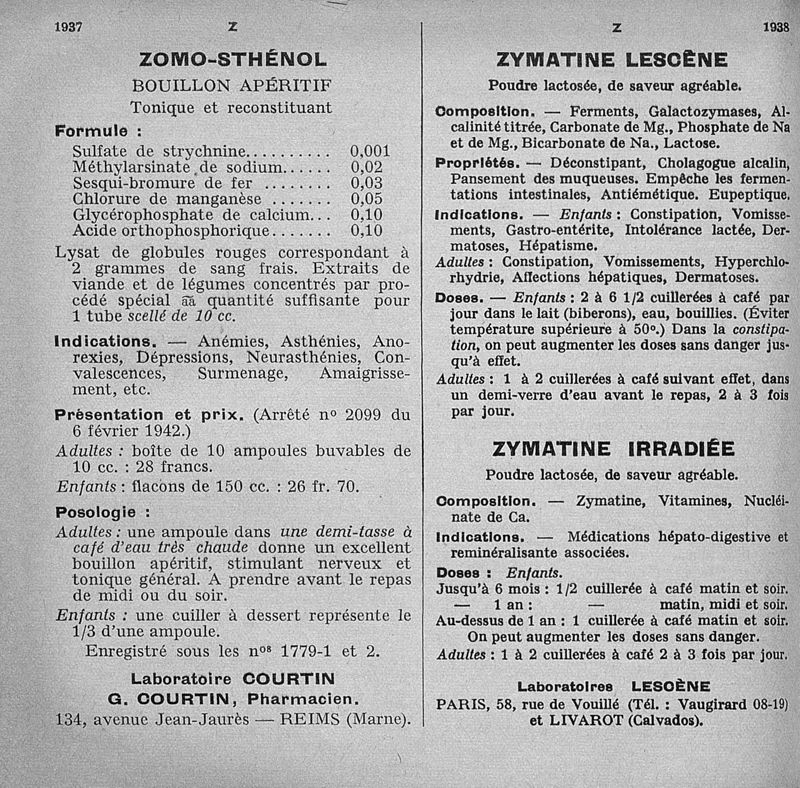 1937 Z
ZOMO-STHÉNOL
BOUILLON APÉRITIF
Tonique et reconstituant
Formule :
Sulfate de strychnine.......... 0,001
Méthylarsinate de sodium...... 0,02
Sesqui-bromure de fer ........ 0,03
Chlorure de manganèse ....... 0,05
Glycérophosphate de calcium... 0,10
Acide orthophosphorique....... 0,10
Lysat de globules rouges correspondant à
2 grammes de sang frais. Extraits de
viande et de légumes concentrés par pro-
cédé spécial āā quantité suffisante pour
1 tube scellé de 10 cc.
Indications. — Anémies, Asthénies, Ano-
rexies, Dépressions, Neurasthénies, Con-
valescences, Surmenage, Amaigrisse-
ment, etc.
Présentation et prix. (Arrêté nº 2099 du
6 février 1942.)
Adultes : boîte de 10 ampoules buvables de
10 cc. : 28 francs.
Enfants : flacons de 150 cc. : 26 fr. 70.
Posologie :
Adultes : une ampoule dans une demi-tasse à
café d'eau très chaude donne un excellent
bouillon apéritif, stimulant nerveux et
tonique général. A prendre avant le repas
de midi ou du soir.
Enfants : une cuiller à dessert représente le
1/3 d'une ampoule.
Enregistré sous les nos 1779-1 et 2.
Laboratoire COURTIN
G. COURTIN, Pharmacien.
134, avenue Jean-Jaurès — REIMS (Marne).
Z 1938
ZYMATINE LESCÈNE
Poudre lactosée, de saveur agréable.
Composition. — Ferments, Galactozymases, Al-
calinité titrée, Carbonate de Mg., Phosphate de Na
et de Mg., Bicarbonate de Na., Lactose.
Propriétés. — Déconstipant, Cholagogue alcalin,
Pansement des muqueuses. Empêche les fermen-
tations intestinales, Antiémétique. Eupeptique.
Indications. — Enfants : Constipation, Vomisse-
ments, Gastro-entérite, Intolérance lactée, Der-
matoses, Hépatisme.
Adultes : Constipation, Vomissements, Hyperchlo-
rhydrie, Affections hépatiques, Dermatoses.
Doses. — Enfants : 2 à 6 1/2 cuillerées à café par
jour dans le lait (biberons), eau, bouillies. (Éviter
température supérieure à 50º.) Dans la constipa-
tion, on peut augmenter les doses sans danger jus-
qu'à effet.
Adultes : 1 à 2 cuillerées à café suivant effet, dans
un demi-verre d'eau avant le repas, 2 à 3 fois
par jour.
ZYMATINE IRRADIÉE
Poudre lactosée, de saveur agréable.
Composition. — Zymatine, Vitamines, Nucléi-
nate de Ca.
Indications. — Médications hépato-digestive et
reminéralisante associées.
Doses : Enfants.
Jusqu'à 6 mois : 1/2 cuillerée à café matin et soir.
— 1 an : — matin, midi et soir.
Au-dessus de 1 an : 1 cuillerée à café matin et soir.
On peut augmenter les doses sans danger.
Adultes : 1 à 2 cuillerées à café 2 à 3 fois par jour.
Laboratoires LESCÈNE
PARIS, 58, rue de Vouillé (Tél. : Vaugirard 08-19)
et LIVAROT (Calvados).